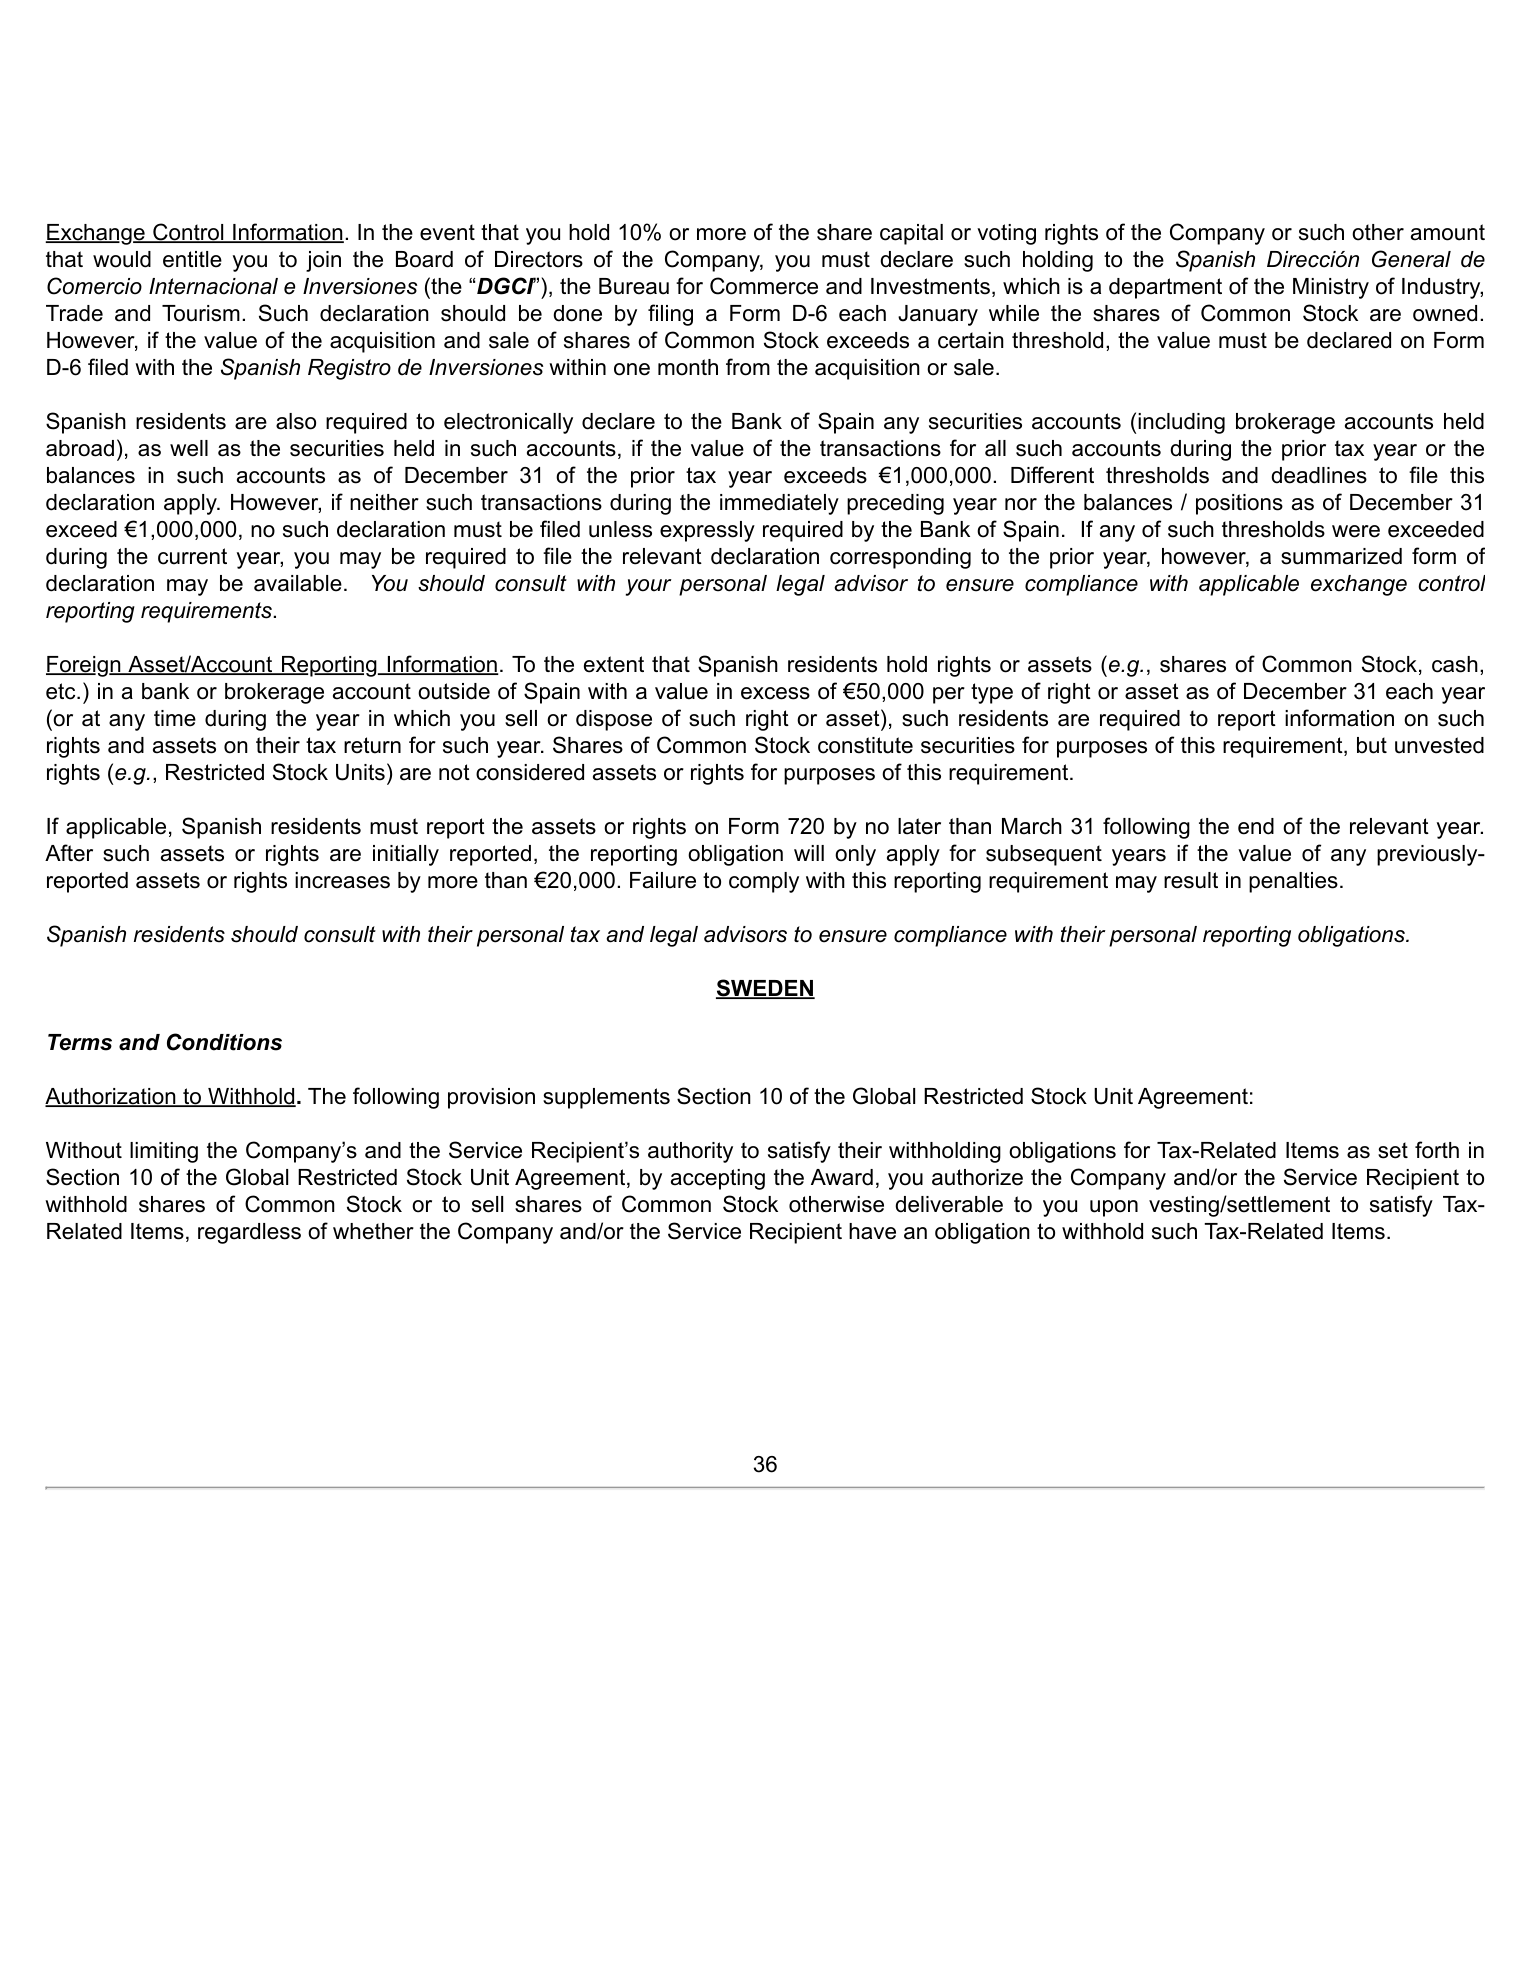 Exchange Control Information. In the event that you hold 10% or more of the share capital or voting rights of the Company or such other amount
that would entitle you to join the Board of Directors of the Company, you must declare such holding to the Spanish Dirección General de
Comercio Internacional e Inversiones (the “DGCI”), the Bureau for Commerce and Investments, which is a department of the Ministry of Industry,
Trade and Tourism. Such declaration should be done by filing a Form D-6 each January while the shares of Common Stock are owned.
However, if the value of the acquisition and sale of shares of Common Stock exceeds a certain threshold, the value must be declared on Form
D-6 filed with the Spanish Registro de Inversiones within one month from the acquisition or sale.
Spanish residents are also required to electronically declare to the Bank of Spain any securities accounts (including brokerage accounts held
abroad), as well as the securities held in such accounts, if the value of the transactions for all such accounts during the prior tax year or the
balances in such accounts as of December 31 of the prior tax year exceeds €1,000,000. Different thresholds and deadlines to file this
declaration apply. However, if neither such transactions during the immediately preceding year nor the balances / positions as of December 31
exceed €1,000,000, no such declaration must be filed unless expressly required by the Bank of Spain. If any of such thresholds were exceeded
during the current year, you may be required to file the relevant declaration corresponding to the prior year, however, a summarized form of
declaration may be available. You should consult with your personal legal advisor to ensure compliance with applicable exchange control
reporting requirements.
Foreign Asset/Account Reporting Information. To the extent that Spanish residents hold rights or assets (e.g., shares of Common Stock, cash,
etc.) in a bank or brokerage account outside of Spain with a value in excess of €50,000 per type of right or asset as of December 31 each year
(or at any time during the year in which you sell or dispose of such right or asset), such residents are required to report information on such
rights and assets on their tax return for such year. Shares of Common Stock constitute securities for purposes of this requirement, but unvested
rights (e.g., Restricted Stock Units) are not considered assets or rights for purposes of this requirement.
If applicable, Spanish residents must report the assets or rights on Form 720 by no later than March 31 following the end of the relevant year.
After such assets or rights are initially reported, the reporting obligation will only apply for subsequent years if the value of any previously-
reported assets or rights increases by more than €20,000. Failure to comply with this reporting requirement may result in penalties.
Spanish residents should consult with their personal tax and legal advisors to ensure compliance with their personal reporting obligations.
SWEDEN
Terms and Conditions
Authorization to Withhold. The following provision supplements Section 10 of the Global Restricted Stock Unit Agreement:
Without limiting the Company’s and the Service Recipient’s authority to satisfy their withholding obligations for Tax-Related Items as set forth in
Section 10 of the Global Restricted Stock Unit Agreement, by accepting the Award, you authorize the Company and/or the Service Recipient to
withhold shares of Common Stock or to sell shares of Common Stock otherwise deliverable to you upon vesting/settlement to satisfy Tax-
Related Items, regardless of whether the Company and/or the Service Recipient have an obligation to withhold such Tax-Related Items.
36